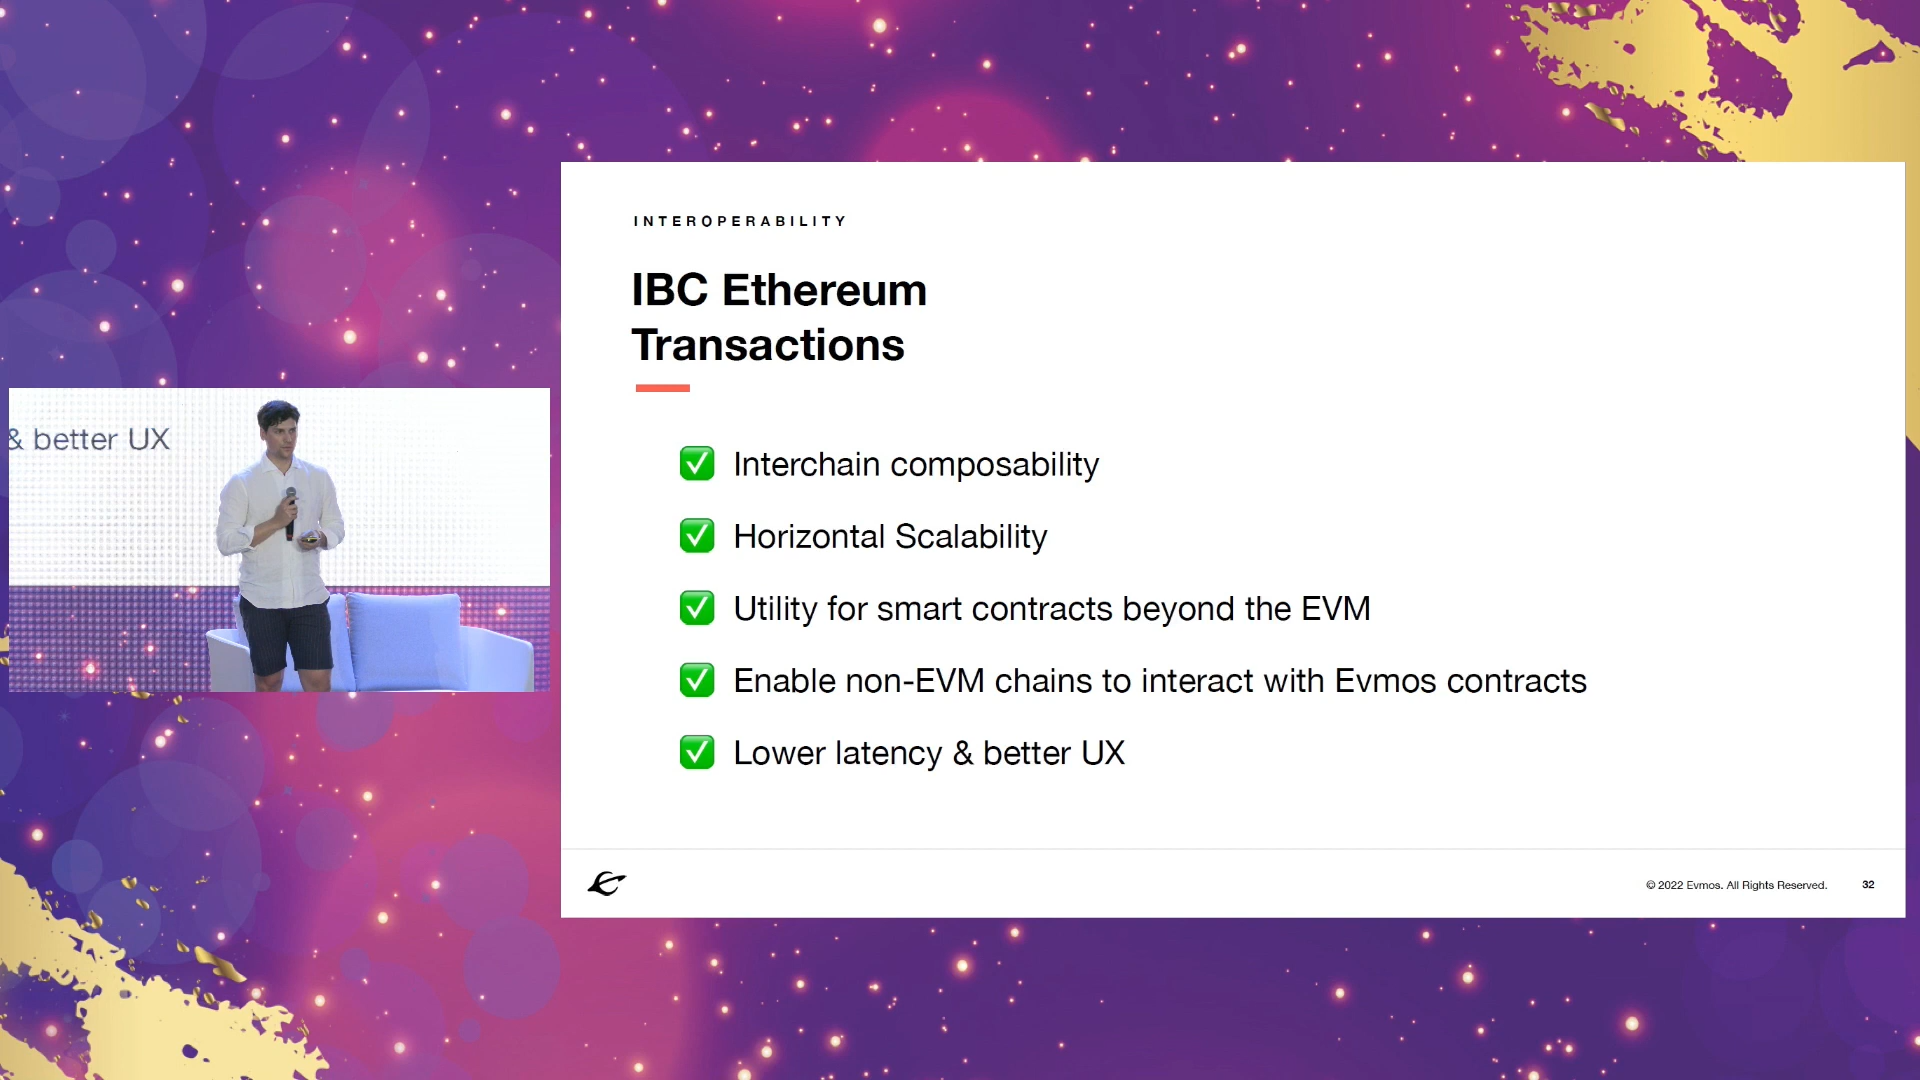 INTEROPERABILITY
IBC Ethereum
Transactions
✅ Interchain composability
✅ Horizontal Scalability
✅ Utility for smart contracts beyond the EVM
✅ Enable non-EVM chains to interact with Evmos contracts
✅ Lower latency & better UX
© 2022 Evmos. All Rights Reserved. 32
& better UX